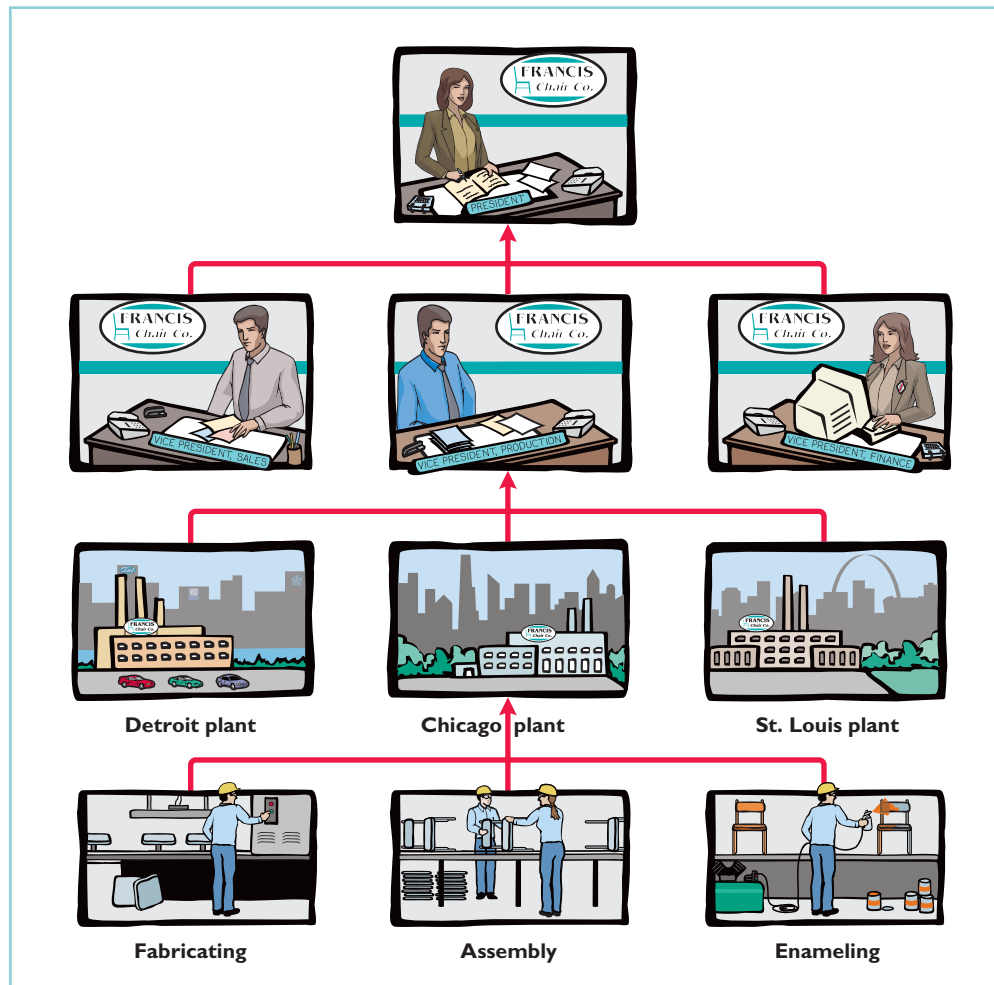 FRANCIS
Chair Co.
PRESIDENT
FRANCIS
Chair Co.
VICE PRESIDENT, SALES
FRANCIS
Chair Co.
VICE PRESIDENT, PRODUCTION
FRANCIS
Chair Co.
VICE PRESIDENT, FINANCE
Ford
FRANCIS
Chair Co.
FRANCIS
Chair Co.
FRANCIS
Chair Co.
Detroit plant
Chicago plant
St. Louis plant
Fabricating
Assembly
Enameling